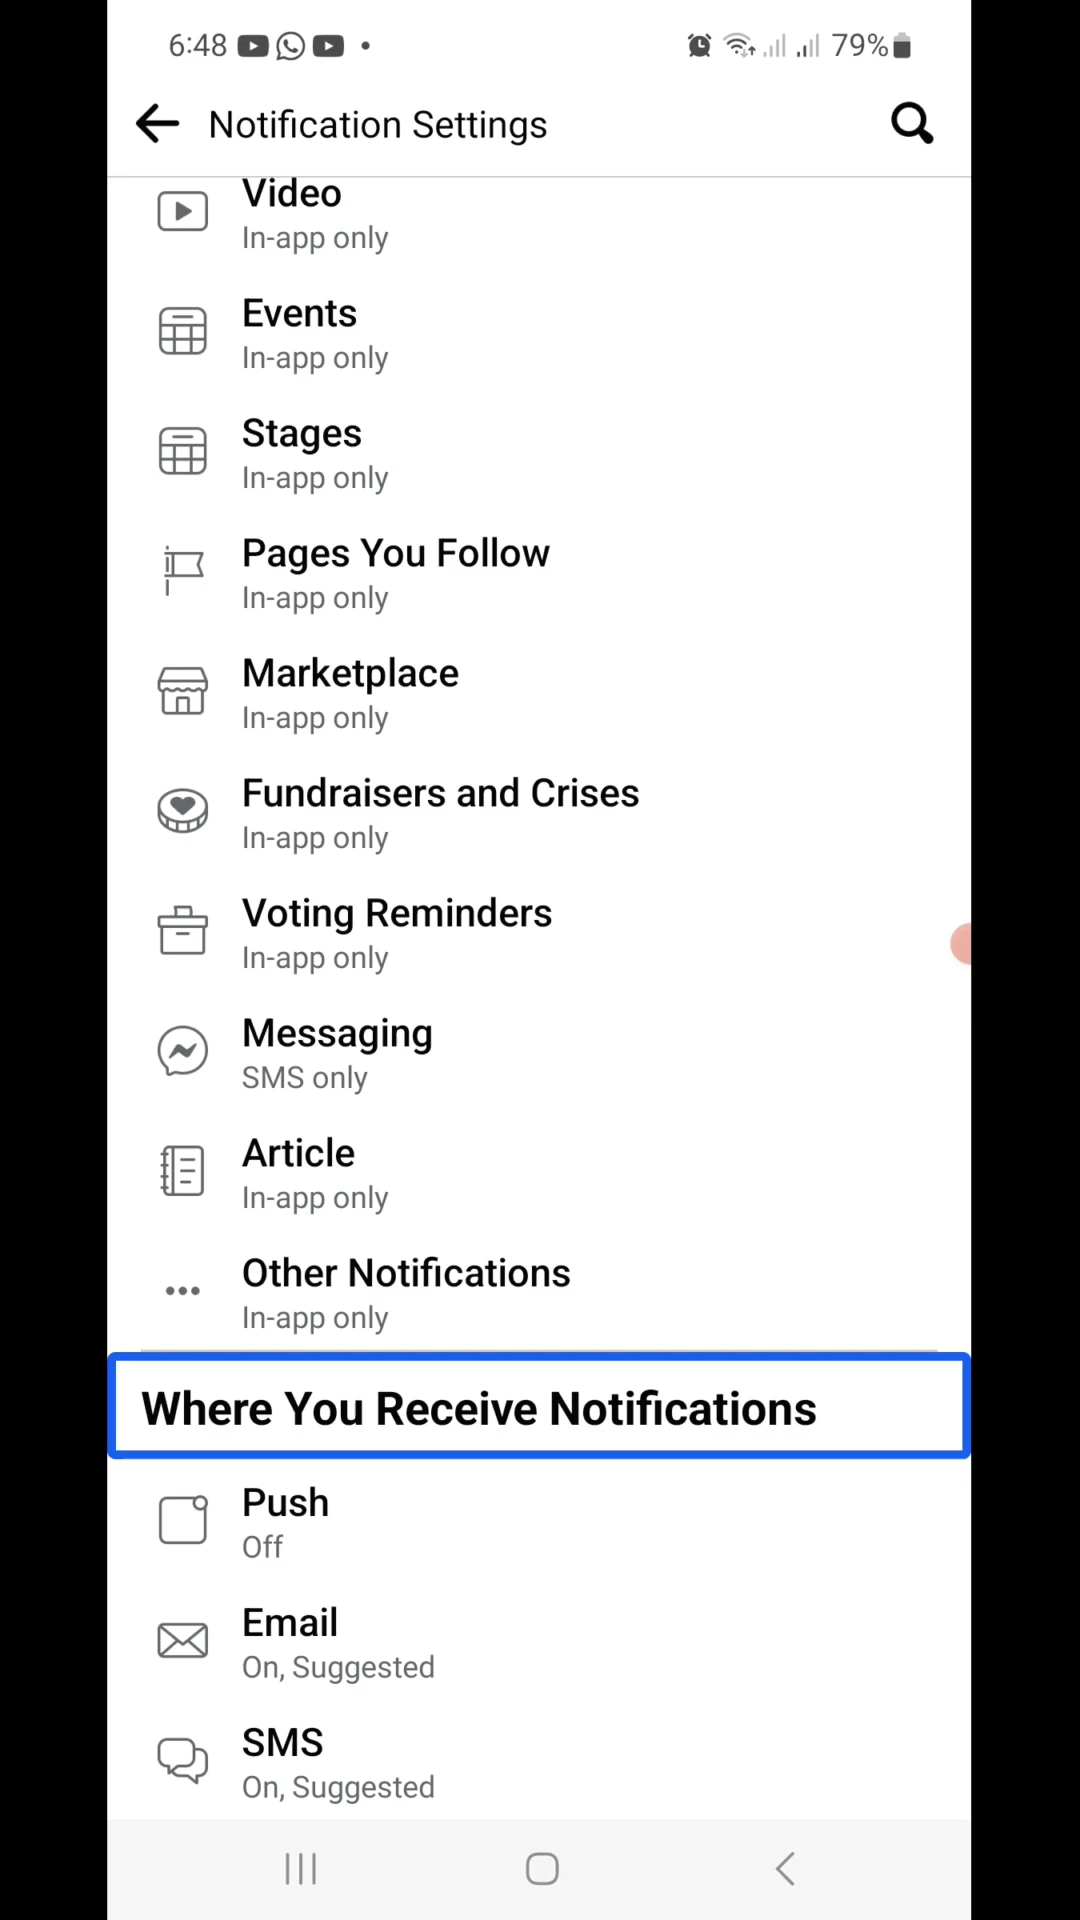 6:48
79%
Notification Settings
Video
In-app only
Events
In-app only
Stages
In-app only
Pages You Follow
In-app only
Marketplace
In-app only
Fundraisers and Crises
In-app only
Voting Reminders
In-app only
Messaging
SMS only
Article
In-app only
Other Notifications
In-app only
Where You Receive Notifications
Push
Off
Email
On, Suggested
SMS
On, Suggested